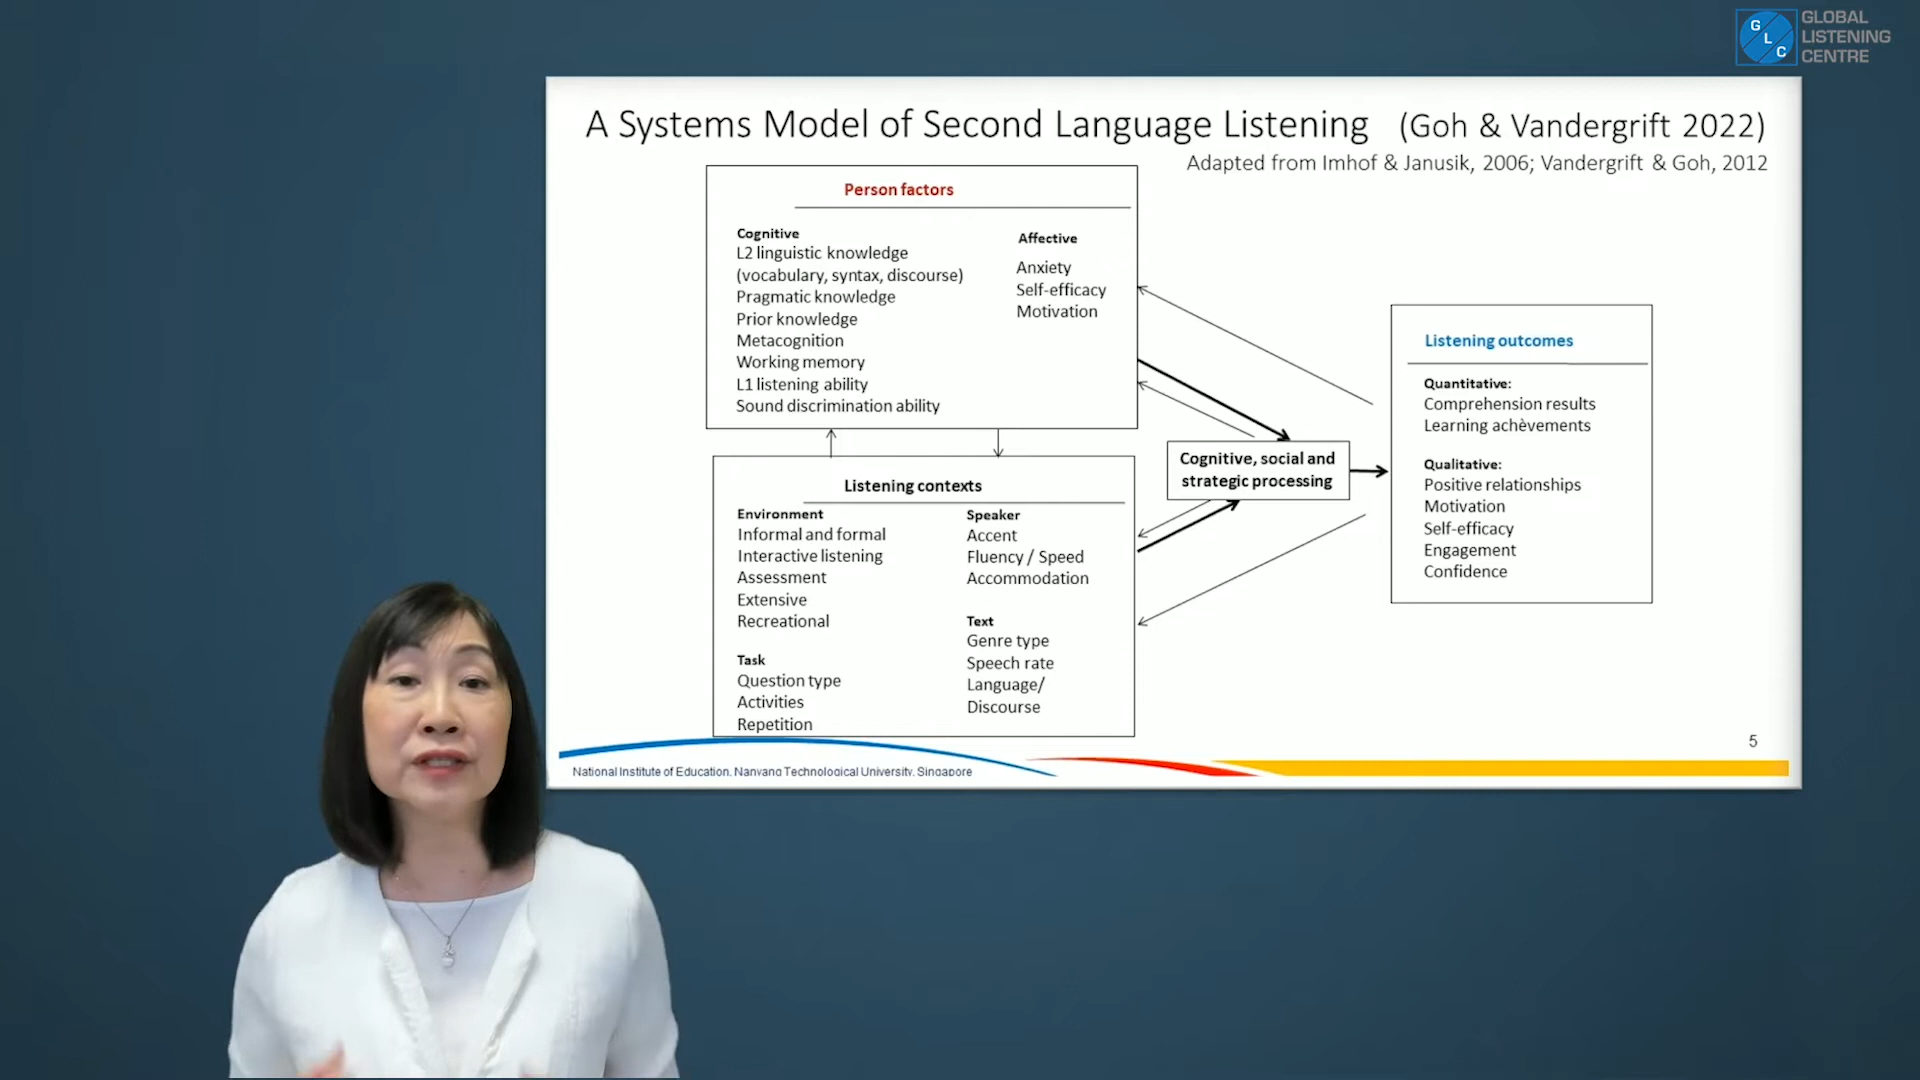 GLOBAL
LISTENING
CENTRE
G
L
C
A Systems Model of Second Language Listening (Goh & Vandergrift 2022)
Adapted from Imhof & Janusik, 2006; Vandergrift & Goh, 2012
Person factors
Cognitive
L2 linguistic knowledge
(vocabulary, syntax, discourse)
Pragmatic knowledge
Prior knowledge
Metacognition
Working memory
L1 listening ability
Sound discrimination ability
Affective
Anxiety
Self-efficacy
Motivation
Listening contexts
Environment
Informal and formal
Interactive listening
Assessment
Extensive
Recreational
Task
Question type
Activities
Repetition
Speaker
Accent
Fluency / Speed
Accommodation
Text
Genre type
Speech rate
Language/
Discourse
Cognitive, social and
strategic processing
Listening outcomes
Quantitative:
Comprehension results
Learning achèvements
Qualitative:
Positive relationships
Motivation
Self-efficacy
Engagement
Confidence
5
National Institute of Education, Nanyang Technological University, Singapore